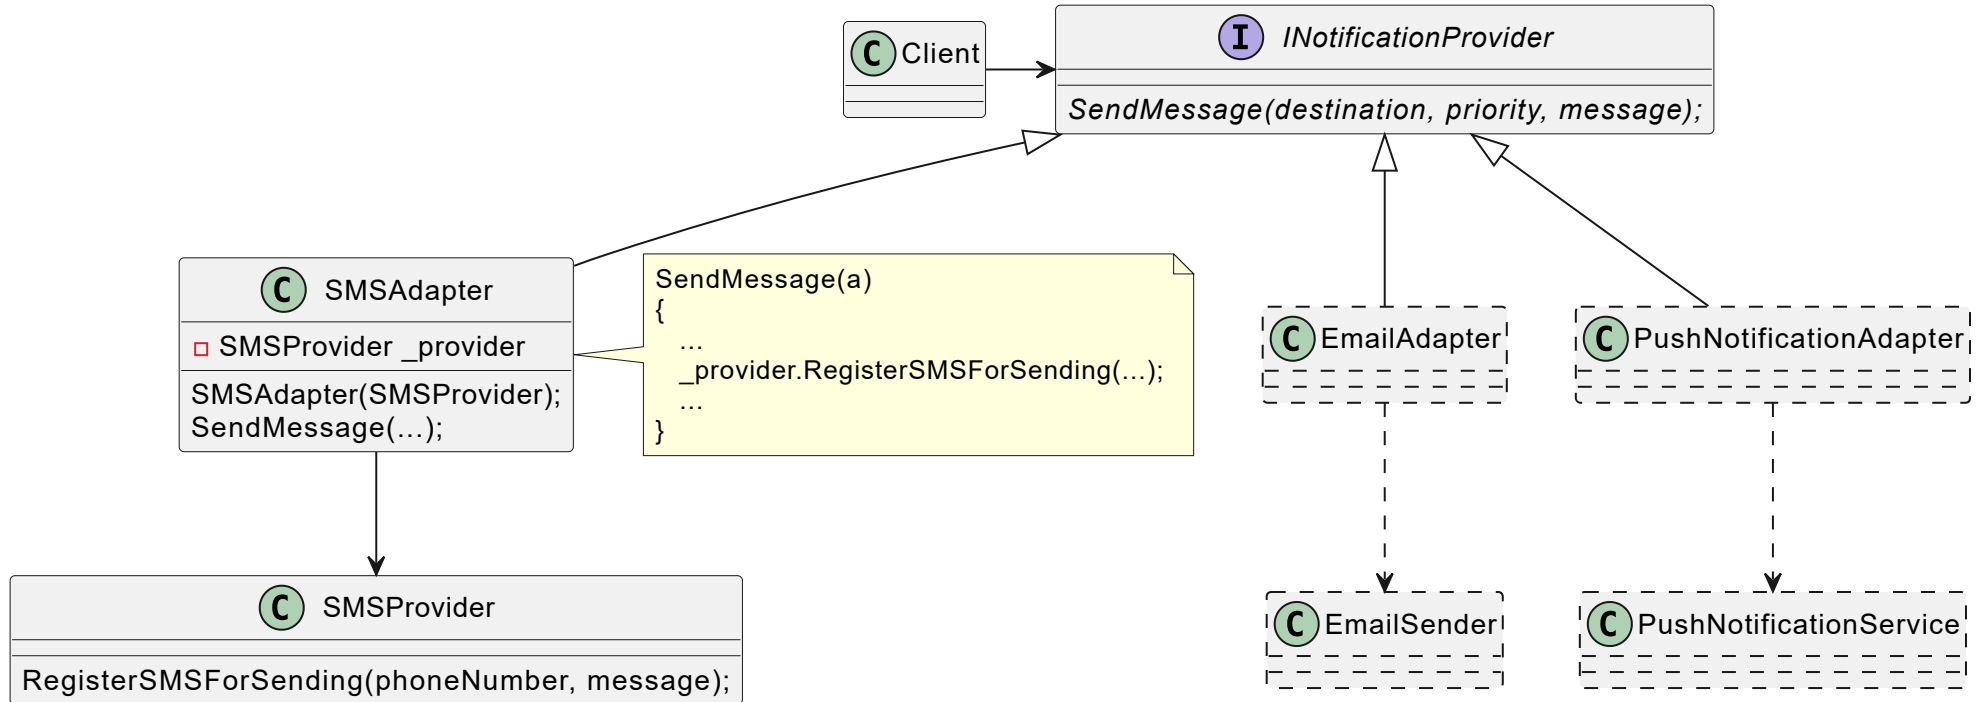 C Client
I INotificationProvider
SendMessage(destination, priority, message);
C SMSAdapter
SMSProvider _provider
SMSAdapter(SMSProvider);
SendMessage(...);
SendMessage(a)
{
...
_provider.RegisterSMSForSending(...);
...
}
C EmailAdapter
C PushNotificationAdapter
C SMSProvider
RegisterSMSForSending(phoneNumber, message);
C EmailSender
C PushNotificationService